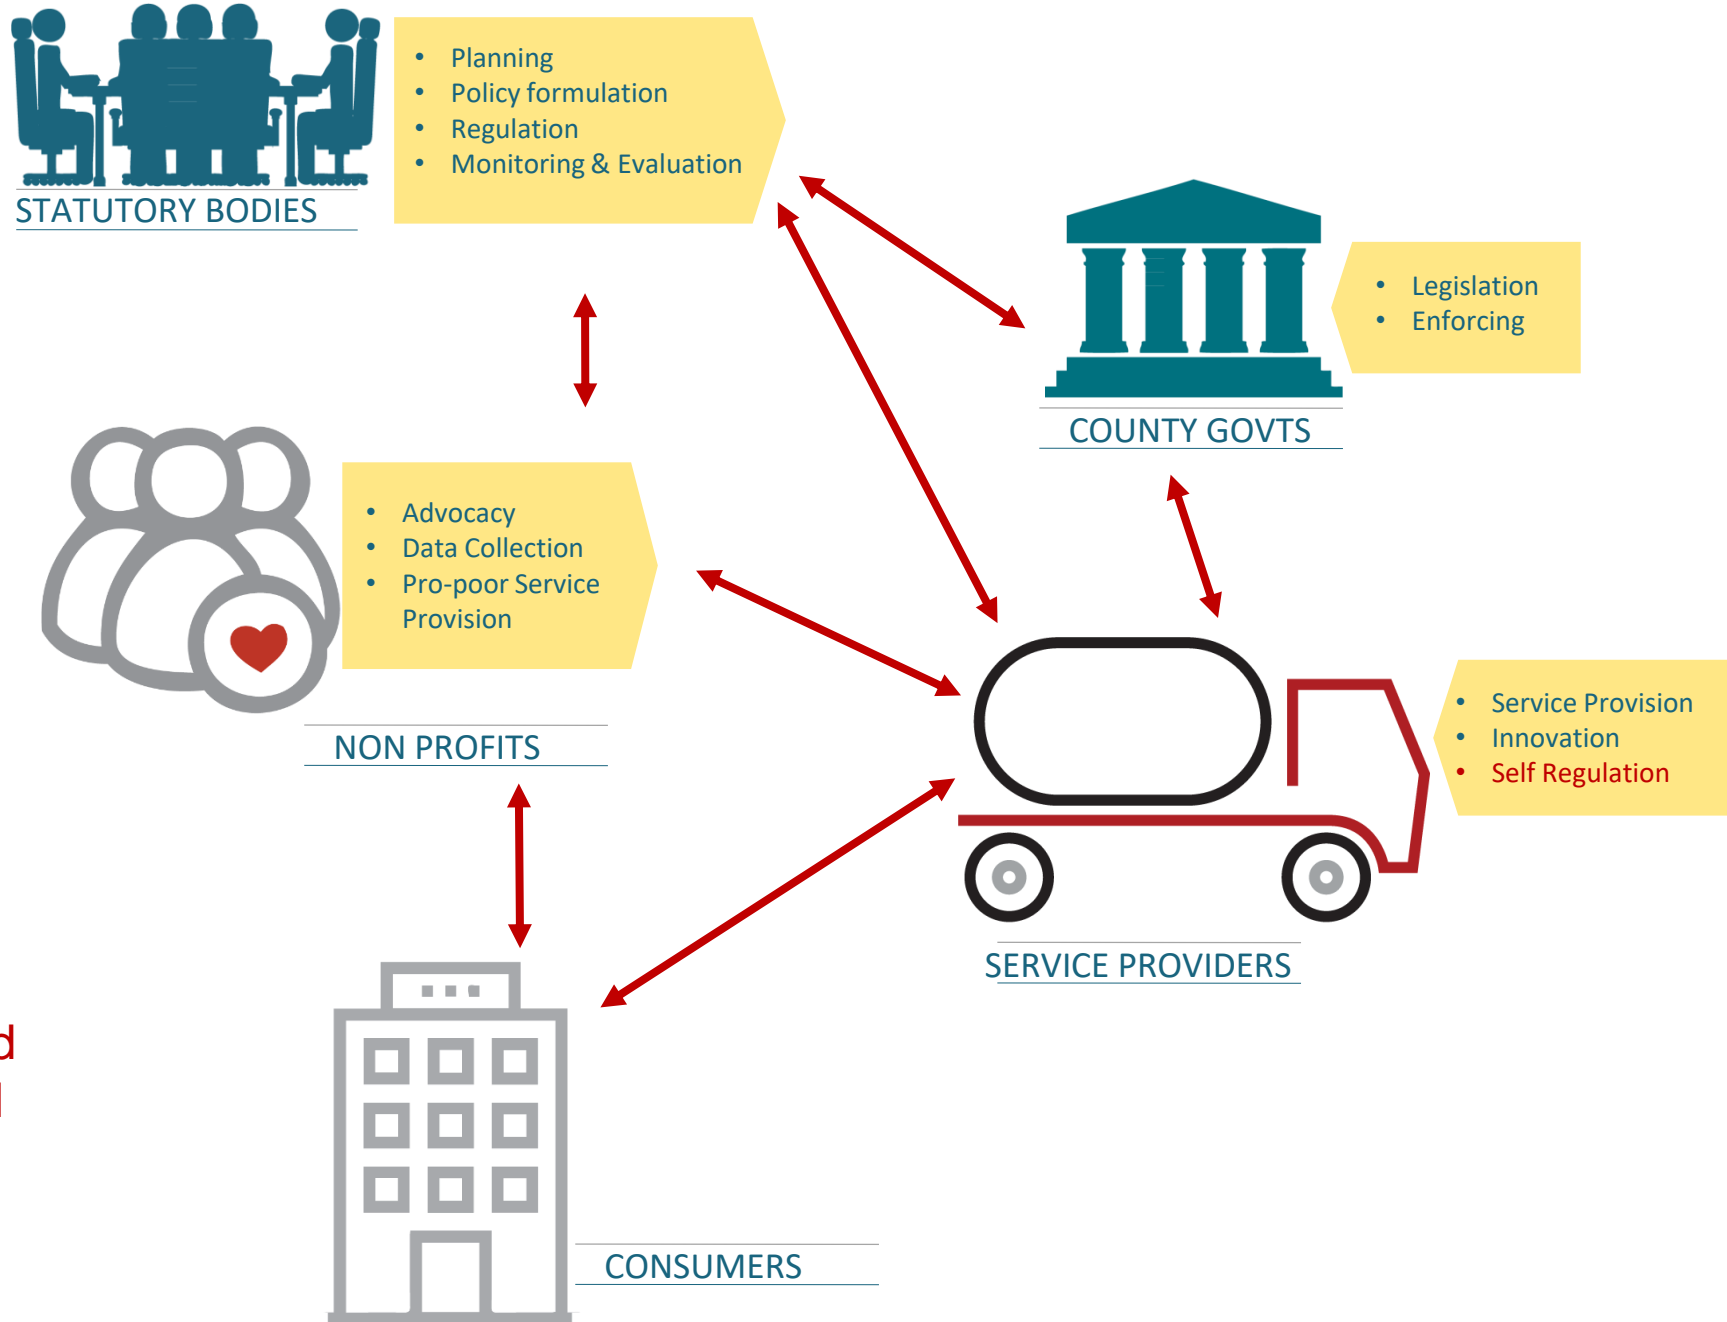 • Planning
• Policy formulation
• Regulation
• Monitoring & Evaluation
STATUTORY BODIES
• Legislation
• Enforcing
COUNTY GOVTS
• Advocacy
• Data Collection
• Pro-poor Service
Provision
NON PROFITS
• Service Provision
• Innovation
• Self Regulation
SERVICE PROVIDERS
CONSUMERS